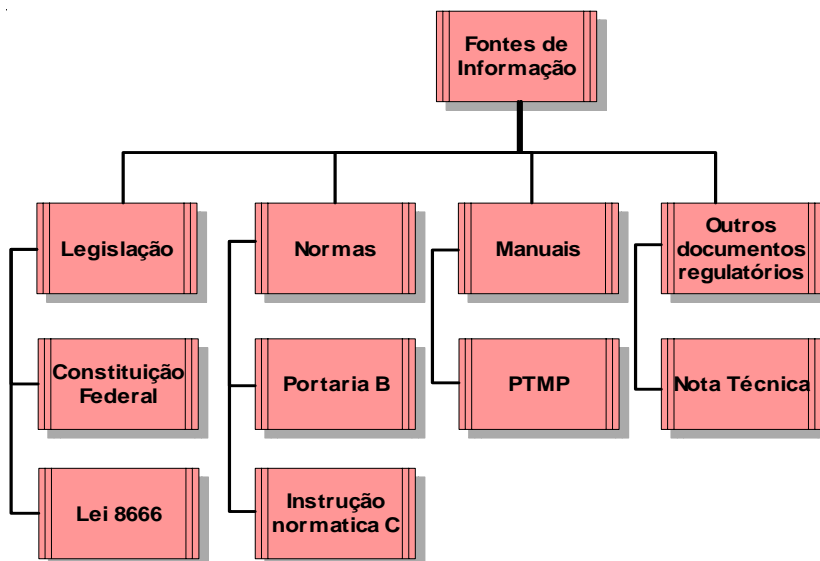 Fontes de
Informação
Legislação
Normas
Manuais
Outros
documentos
regulatórios
Constituição
Federal
Portaria B
PTMP
Nota Técnica
Lei 8666
Instrução
normatica C